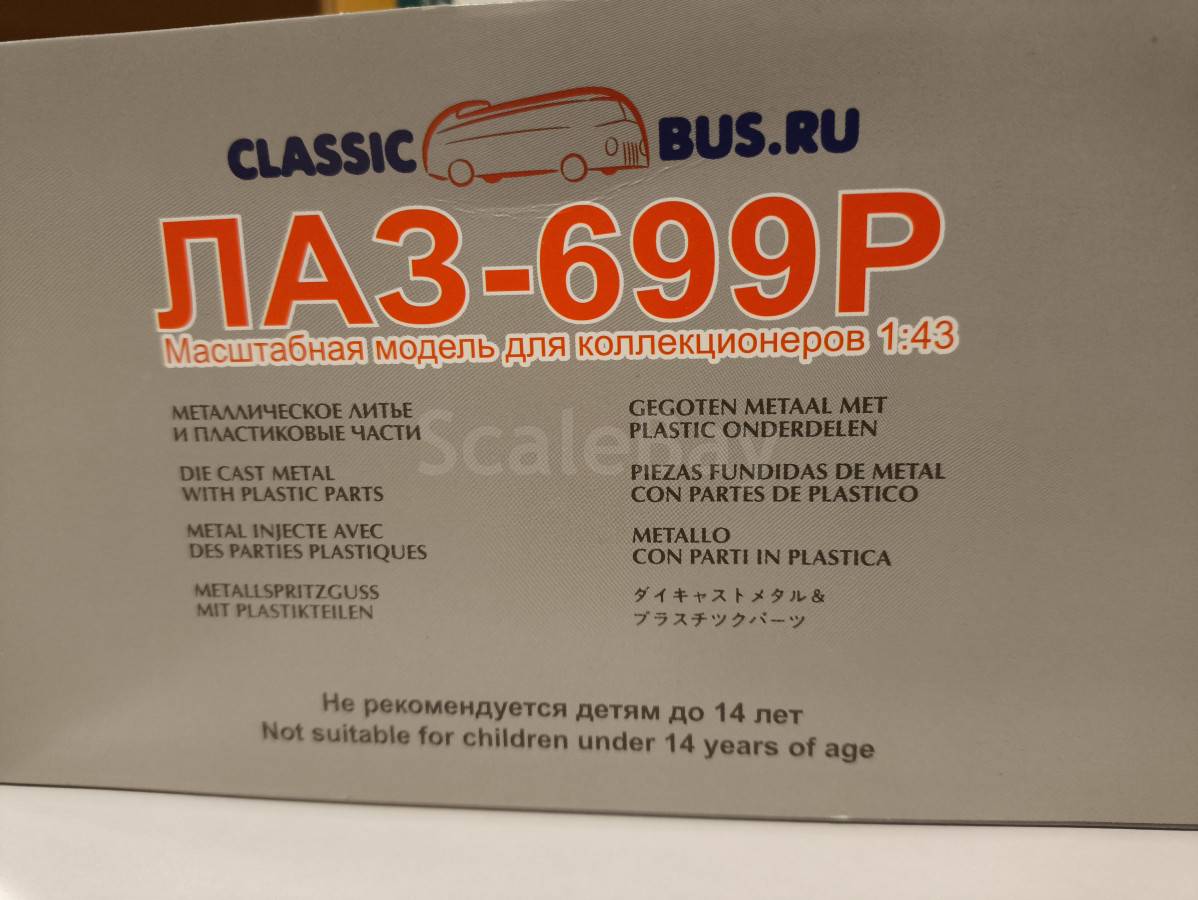 CLASSIC BUS.RU
ЛАЗ-699Р
Масштабная модель для коллекционеров 1:43
МЕТАЛЛИЧЕСКОЕ ЛИТЬЕ
И ПЛАСТИКОВЫЕ ЧАСТИ
DIE CAST METAL
WITH PLASTIC PARTS
METAL INJECTE AVEC
DES PARTIES PLASTIQUES
METALLSPRITZGUSS
MIT PLASTIKTEILEN
GEGOTEN METAAL MET
PLASTIC ONDERDELEN
PIEZAS FUNDIDAS DE METAL
CON PARTES DE PLASTICO
METALLO
CON PARTI IN PLASTICA
ダイキャストメタル&
プラスチックパーツ
Scalebay
Не рекомендуется детям до 14 лет
Not suitable for children under 14 years of age